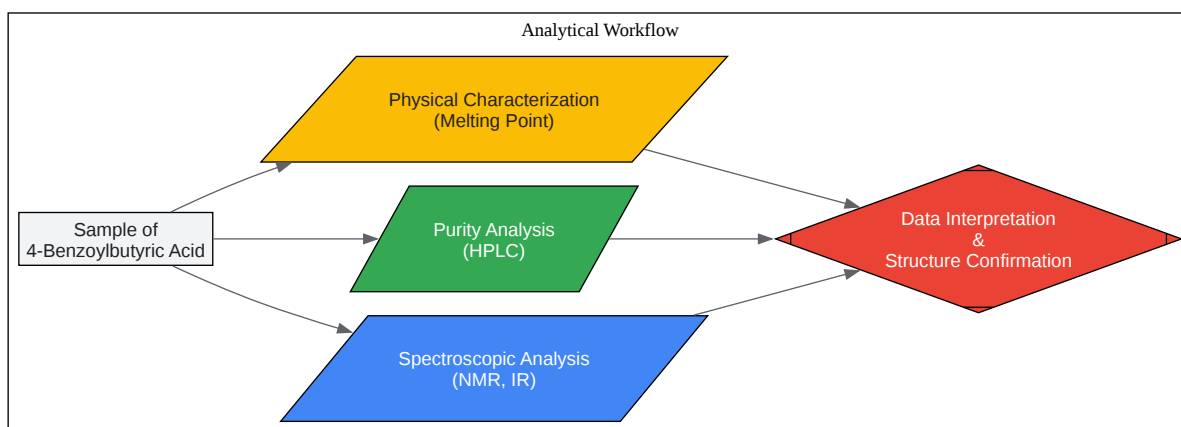 Analytical Workflow
Physical Characterization
(Melting Point)
Sample of
4-Benzoylbutyric Acid
Purity Analysis
(HPLC)
Spectroscopic Analysis
(NMR, IR)
Data Interpretation
&
Structure Confirmation